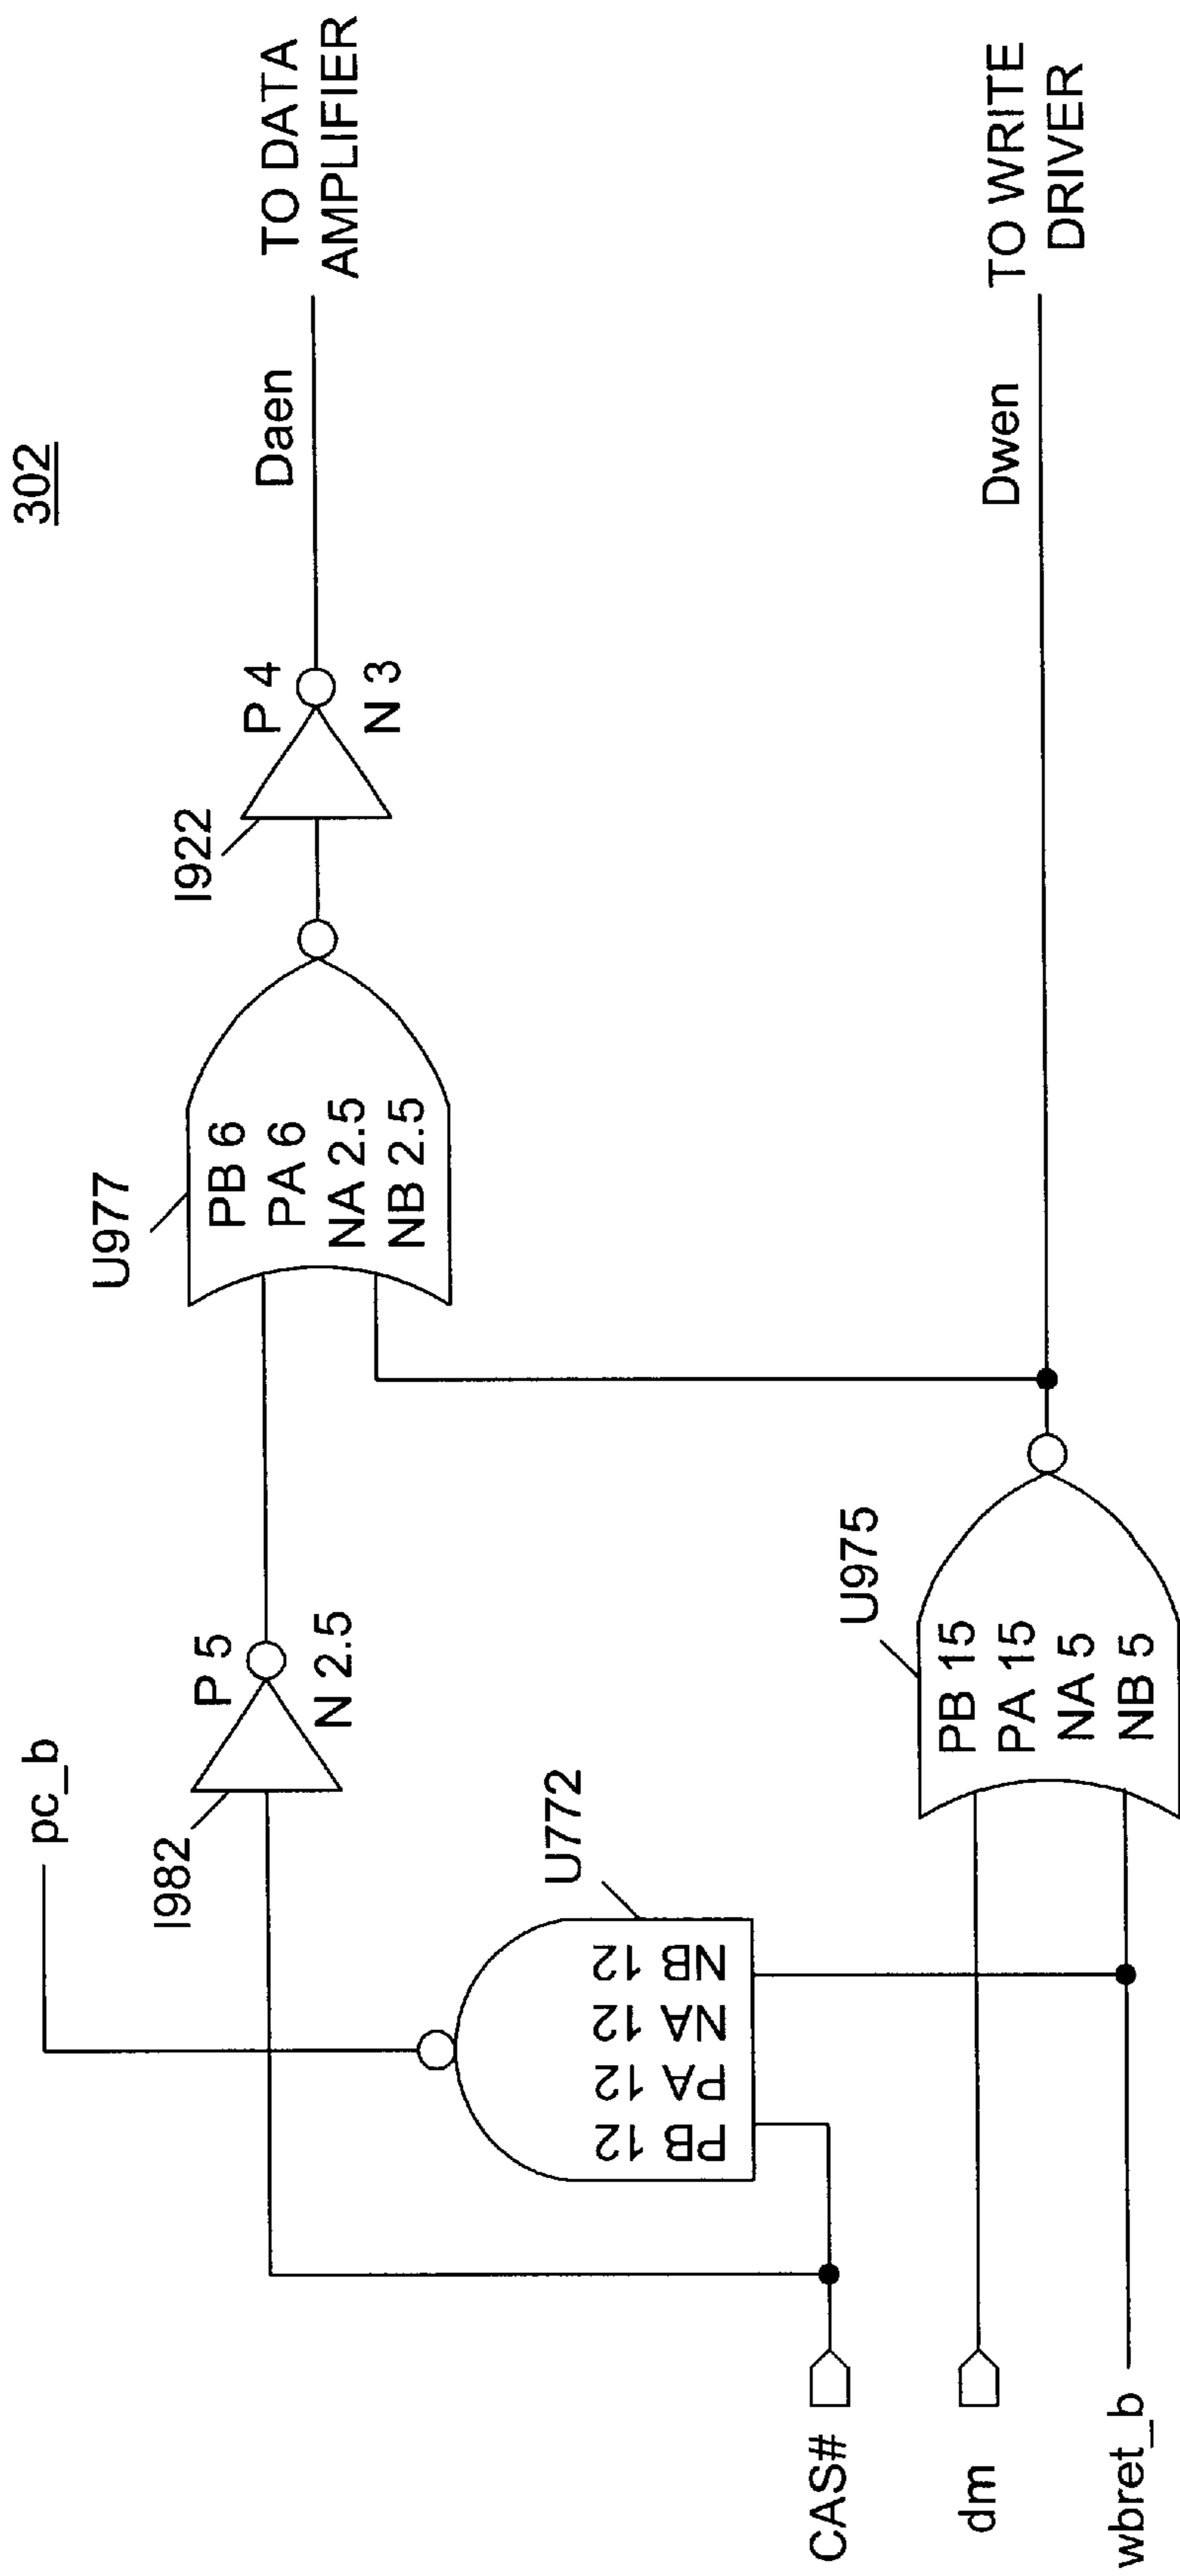 302
pc_b
I982
P 5
N 2.5
U977
PB 6
PA 6
NA 2.5
NB 2.5
I922
P 4
N 3
Daen
TO DATA
AMPLIFIER
U772
PB 12
PA 12
NA 12
NB 12
CAS#
dm
wbret_b
U975
PB 15
PA 15
NA 5
NB 5
Dwen
TO WRITE
DRIVER